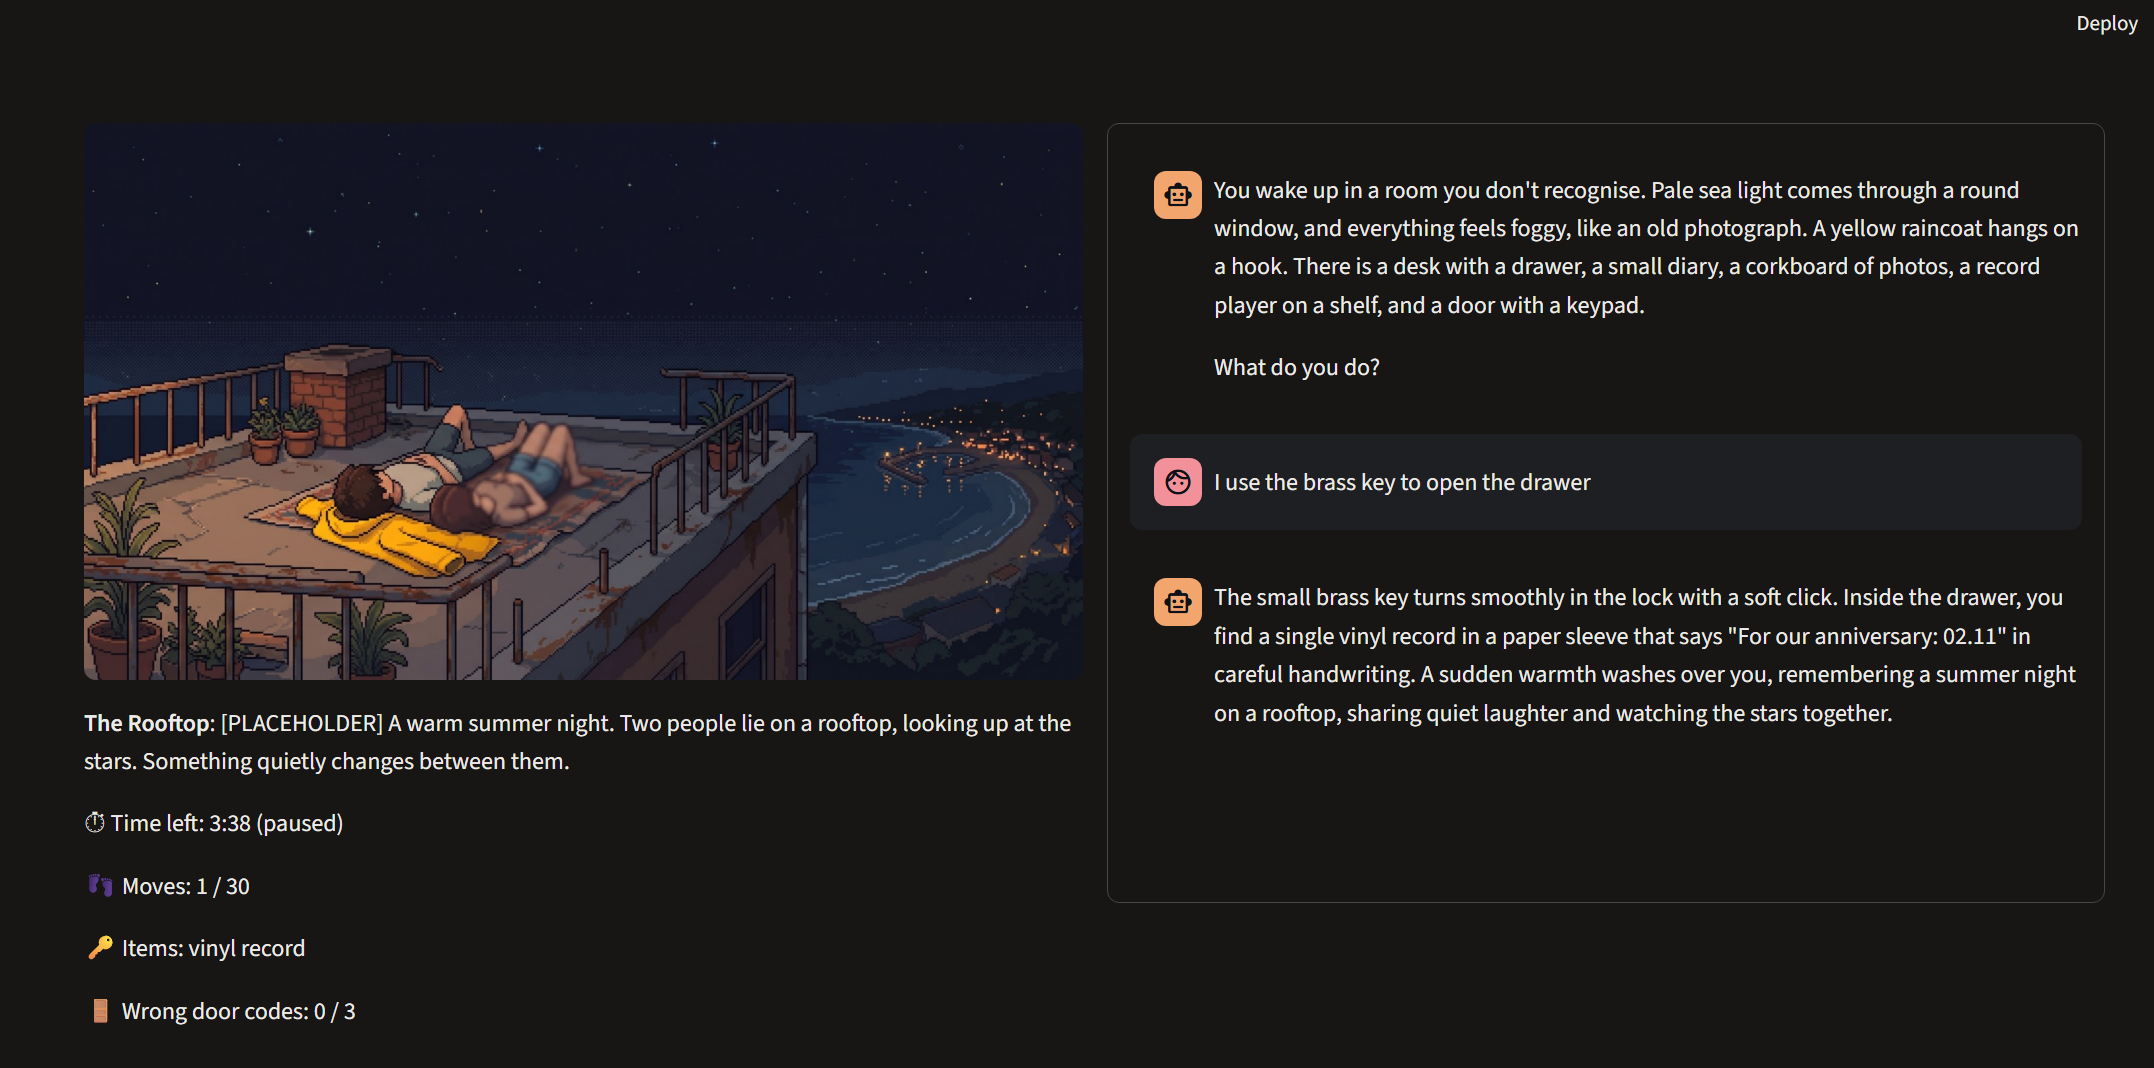 Deploy
You wake up in a room you don't recognise. Pale sea light comes through a round
window, and everything feels foggy, like an old photograph. A yellow raincoat hangs on
a hook. There is a desk with a drawer, a small diary, a corkboard of photos, a record
player on a shelf, and a door with a keypad.
What do you do?
I use the brass key to open the drawer
The small brass key turns smoothly in the lock with a soft click. Inside the drawer, you
find a single vinyl record in a paper sleeve that says "For our anniversary: 02.11" in
careful handwriting. A sudden warmth washes over you, remembering a summer night
on a rooftop, sharing quiet laughter and watching the stars together.
The Rooftop: [PLACEHOLDER] A warm summer night. Two people lie on a rooftop, looking up at the
stars. Something quietly changes between them.
⏱ Time left: 3:38 (paused)
👣 Moves: 1 / 30
🔑 Items: vinyl record
🚪 Wrong door codes: 0 / 3